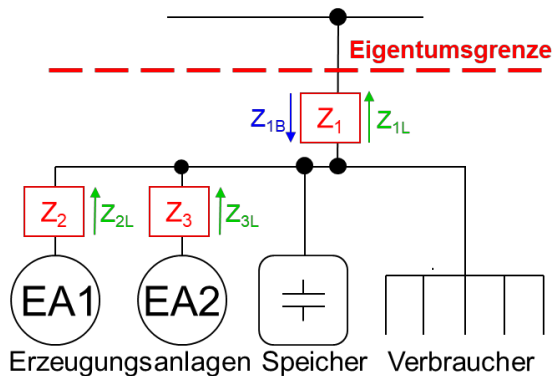 Eigentumsgrenze
Z1B Z1 Z1L
Z2 Z2L Z3 Z3L
EA1 EA2
Erzeugungsanlagen Speicher Verbraucher